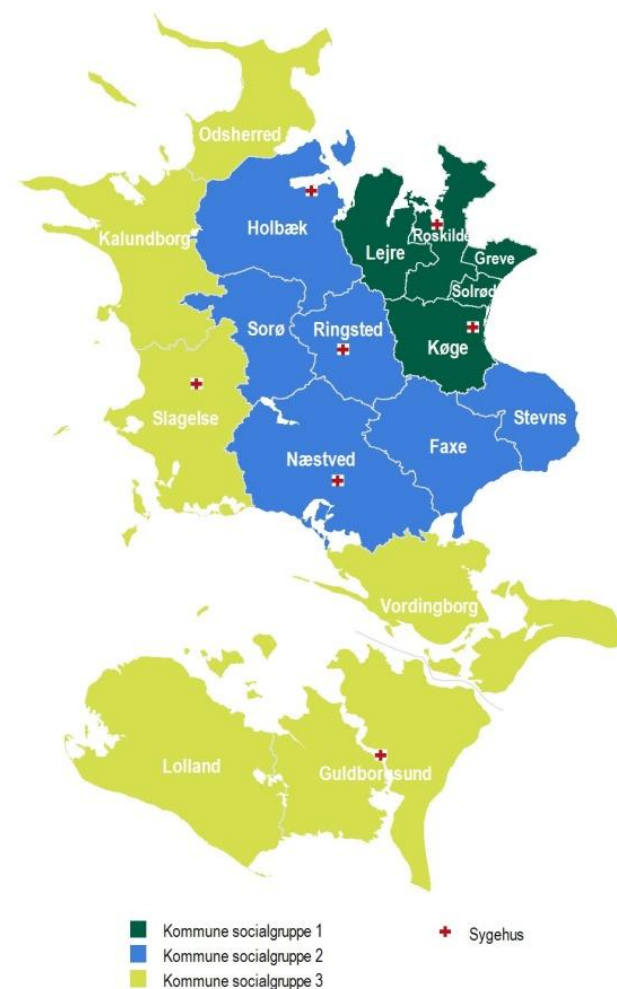 Odsherred
Kalundborg
Holbæk
Lejre
Roskilde
Greve
Solrød
Sorø
Ringsted
Køge
Slagelse
Stevns
Faxe
Næstved
Vordingborg
Lolland
Guldborgsund
Kommune socialgruppe 1
Sygehus
Kommune socialgruppe 2
Kommune socialgruppe 3